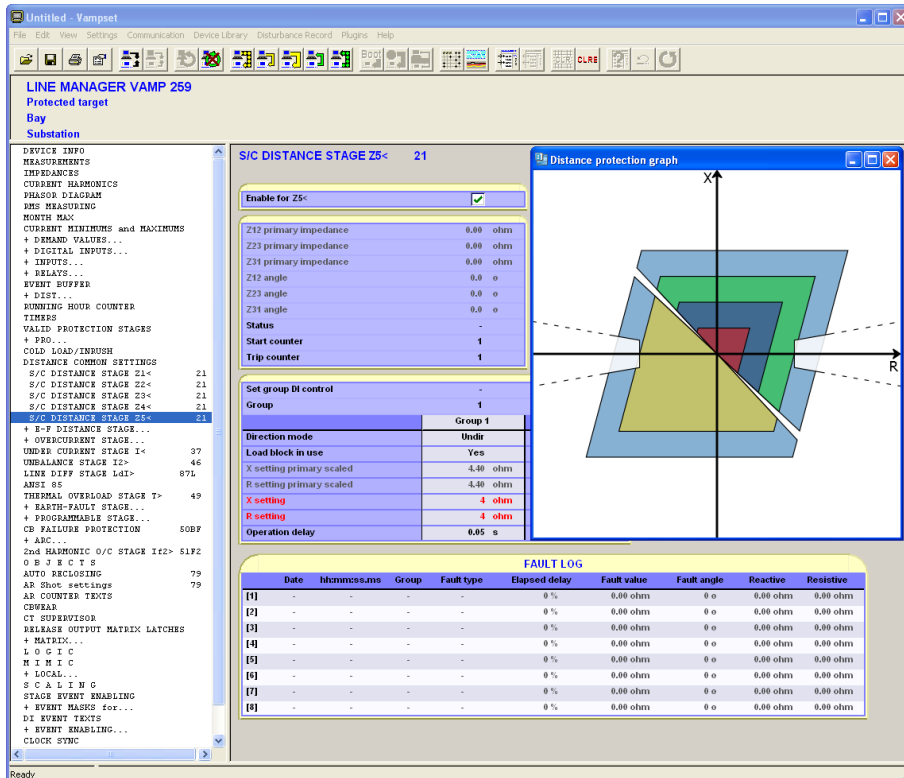 Untitled - Vampset
File Edit View Settings Communication Device Library Disturbance Record Plugins Help
Boot CLRE
LINE MANAGER VAMP 259
Protected target
Bay
Substation
DEVICE INFO
MEASUREMENTS
IMPEDANCES
CURRENT HARMONICS
PHASOR DIAGRAM
RMS MEASURING
MONTH MAX
CURRENT MINIMUMS and MAXIMUMS
+ DEMAND VALUES...
+ DIGITAL INPUTS...
+ INPUTS...
+ RELAYS...
EVENT BUFFER
+ DIST...
RUNNING HOUR COUNTER
TIMERS
VALID PROTECTION STAGES
+ PRO...
COLD LOAD/INRUSH
DISTANCE COMMON SETTINGS
S/C DISTANCE STAGE Z1< 21
S/C DISTANCE STAGE Z2< 21
S/C DISTANCE STAGE Z3< 21
S/C DISTANCE STAGE Z4< 21
S/C DISTANCE STAGE Z5< 21
+ E-F DISTANCE STAGE...
+ OVERCURRENT STAGE...
UNDER CURRENT STAGE I< 37
UNBALANCE STAGE I2> 46
LINE DIFF STAGE LdI> 87L
ANSI 85
THERMAL OVERLOAD STAGE T> 49
+ EARTH-FAULT STAGE...
+ PROGRAMMABLE STAGE...
CB FAILURE PROTECTION 50BF
+ ARC...
2nd HARMONIC O/C STAGE If2> 51F2
O B J E C T S
AUTO RECLOSING 79
AR Shot settings 79
AR COUNTER TEXTS
CBWEAR
CT SUPERVISOR
RELEASE OUTPUT MATRIX LATCHES
+ MATRIX...
L O G I C
M I M I C
+ LOCAL...
S C A L I N G
STAGE EVENT ENABLING
+ EVENT MASKS for...
DI EVENT TEXTS
+ EVENT ENABLING...
CLOCK SYNC
S/C DISTANCE STAGE Z5< 21
Enable for Z5<
Z12 primary impedance 0.00 ohm
Z23 primary impedance 0.00 ohm
Z31 primary impedance 0.00 ohm
Z12 angle 0.0 o
Z23 angle 0.0 o
Z31 angle 0.0 o
Status -
Start counter 1
Trip counter 1
Set group DI control -
Group 1
Group 1
Direction mode Undir
Load block in use Yes
X setting primary scaled 4.40 ohm
R setting primary scaled 4.40 ohm
X setting 4 ohm
R setting 4 ohm
Operation delay 0.05 s
Distance protection graph
X
R
FAULT LOG
Date hh:mm:ss.ms Group Fault type Elapsed delay Fault value Fault angle Reactive Resistive
[1] - - - - 0 % 0.00 ohm 0 o 0.00 ohm 0.00 ohm
[2] - - - - 0 % 0.00 ohm 0 o 0.00 ohm 0.00 ohm
[3] - - - - 0 % 0.00 ohm 0 o 0.00 ohm 0.00 ohm
[4] - - - - 0 % 0.00 ohm 0 o 0.00 ohm 0.00 ohm
[5] - - - - 0 % 0.00 ohm 0 o 0.00 ohm 0.00 ohm
[6] - - - - 0 % 0.00 ohm 0 o 0.00 ohm 0.00 ohm
[7] - - - - 0 % 0.00 ohm 0 o 0.00 ohm 0.00 ohm
[8] - - - - 0 % 0.00 ohm 0 o 0.00 ohm 0.00 ohm
Ready